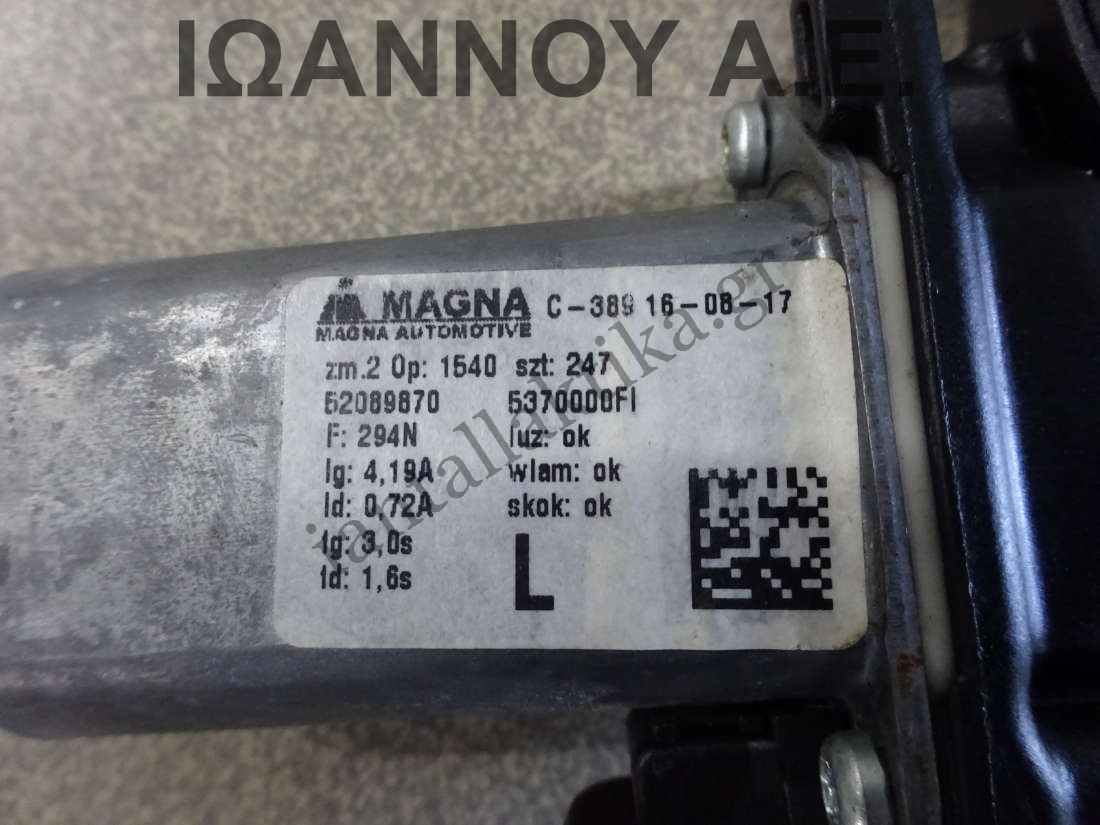 ΙΩΑΝΝΟΥ Α.Ε.
MAGNA C-389 16-08-17
MAGNA AUTOMOTIVE
zm.2 Op: 1540 szt: 247
52089870 5370000FI
F: 294N luz: ok
Ig: 4,19A wlam: ok
Id: 0,72A skok: ok
tg: 3,0s
td: 1,6s
L
iantallaktika.gr